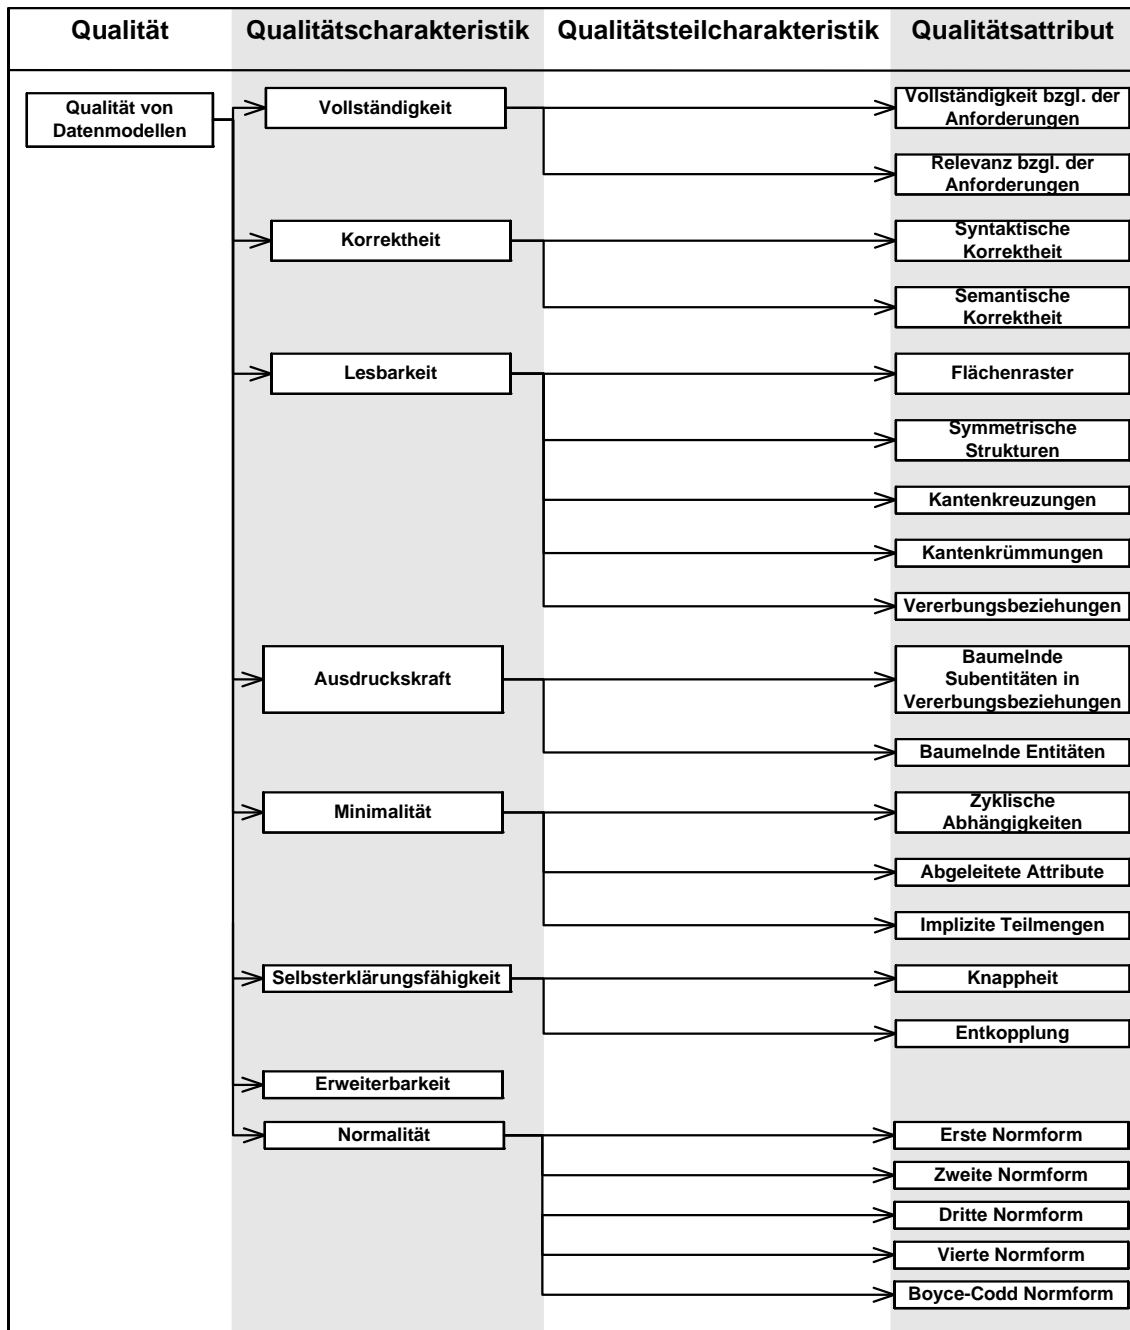 Qualität
Qualitätscharakteristik
Qualitätsteilcharakteristik
Qualitätsattribut
Qualität von
Datenmodellen
Vollständigkeit
Vollständigkeit bzgl. der
Anforderungen
Relevanz bzgl. der
Anforderungen
Korrektheit
Syntaktische
Korrektheit
Semantische
Korrektheit
Lesbarkeit
Flächenraster
Symmetrische
Strukturen
Kantenkreuzungen
Kantenkrümmungen
Vererbungsbeziehungen
Ausdruckskraft
Baumelnde
Subentitäten in
Vererbungsbeziehungen
Baumelnde Entitäten
Minimalität
Zyklische
Abhängigkeiten
Abgeleitete Attribute
Implizite Teilmengen
Selbsterklärungsfähigkeit
Knappheit
Entkopplung
Erweiterbarkeit
Normalität
Erste Normform
Zweite Normform
Dritte Normform
Vierte Normform
Boyce-Codd Normform